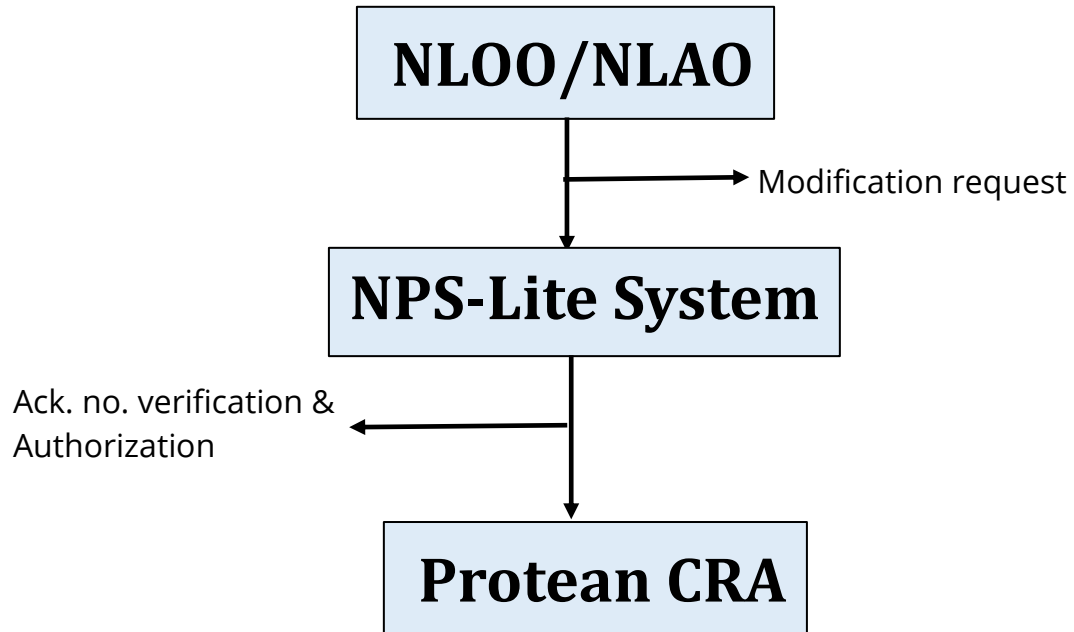 NLOO/NLAO
Modification request
NPS-Lite System
Ack. no. verification &
Authorization
Protean CRA